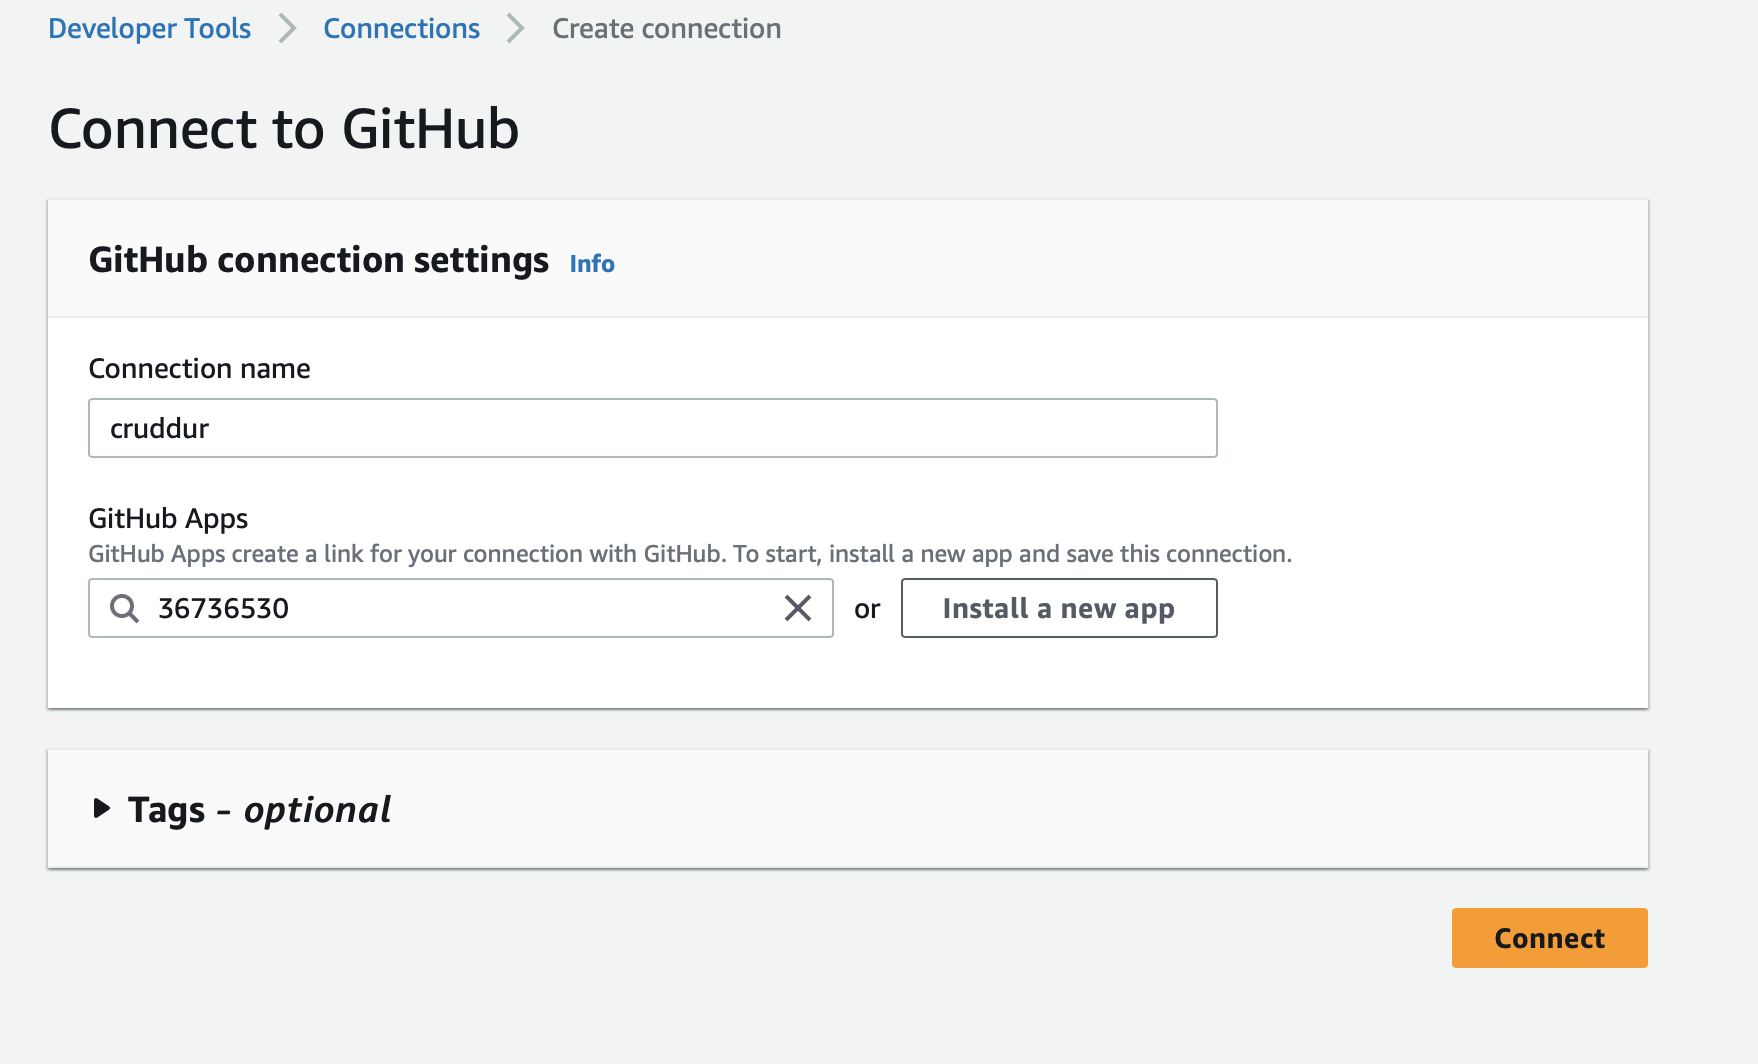 Developer Tools > Connections > Create connection
Connect to GitHub
GitHub connection settings Info
Connection name
cruddur
GitHub Apps
GitHub Apps create a link for your connection with GitHub. To start, install a new app and save this connection.
36736530 or Install a new app
Tags - optional
Connect